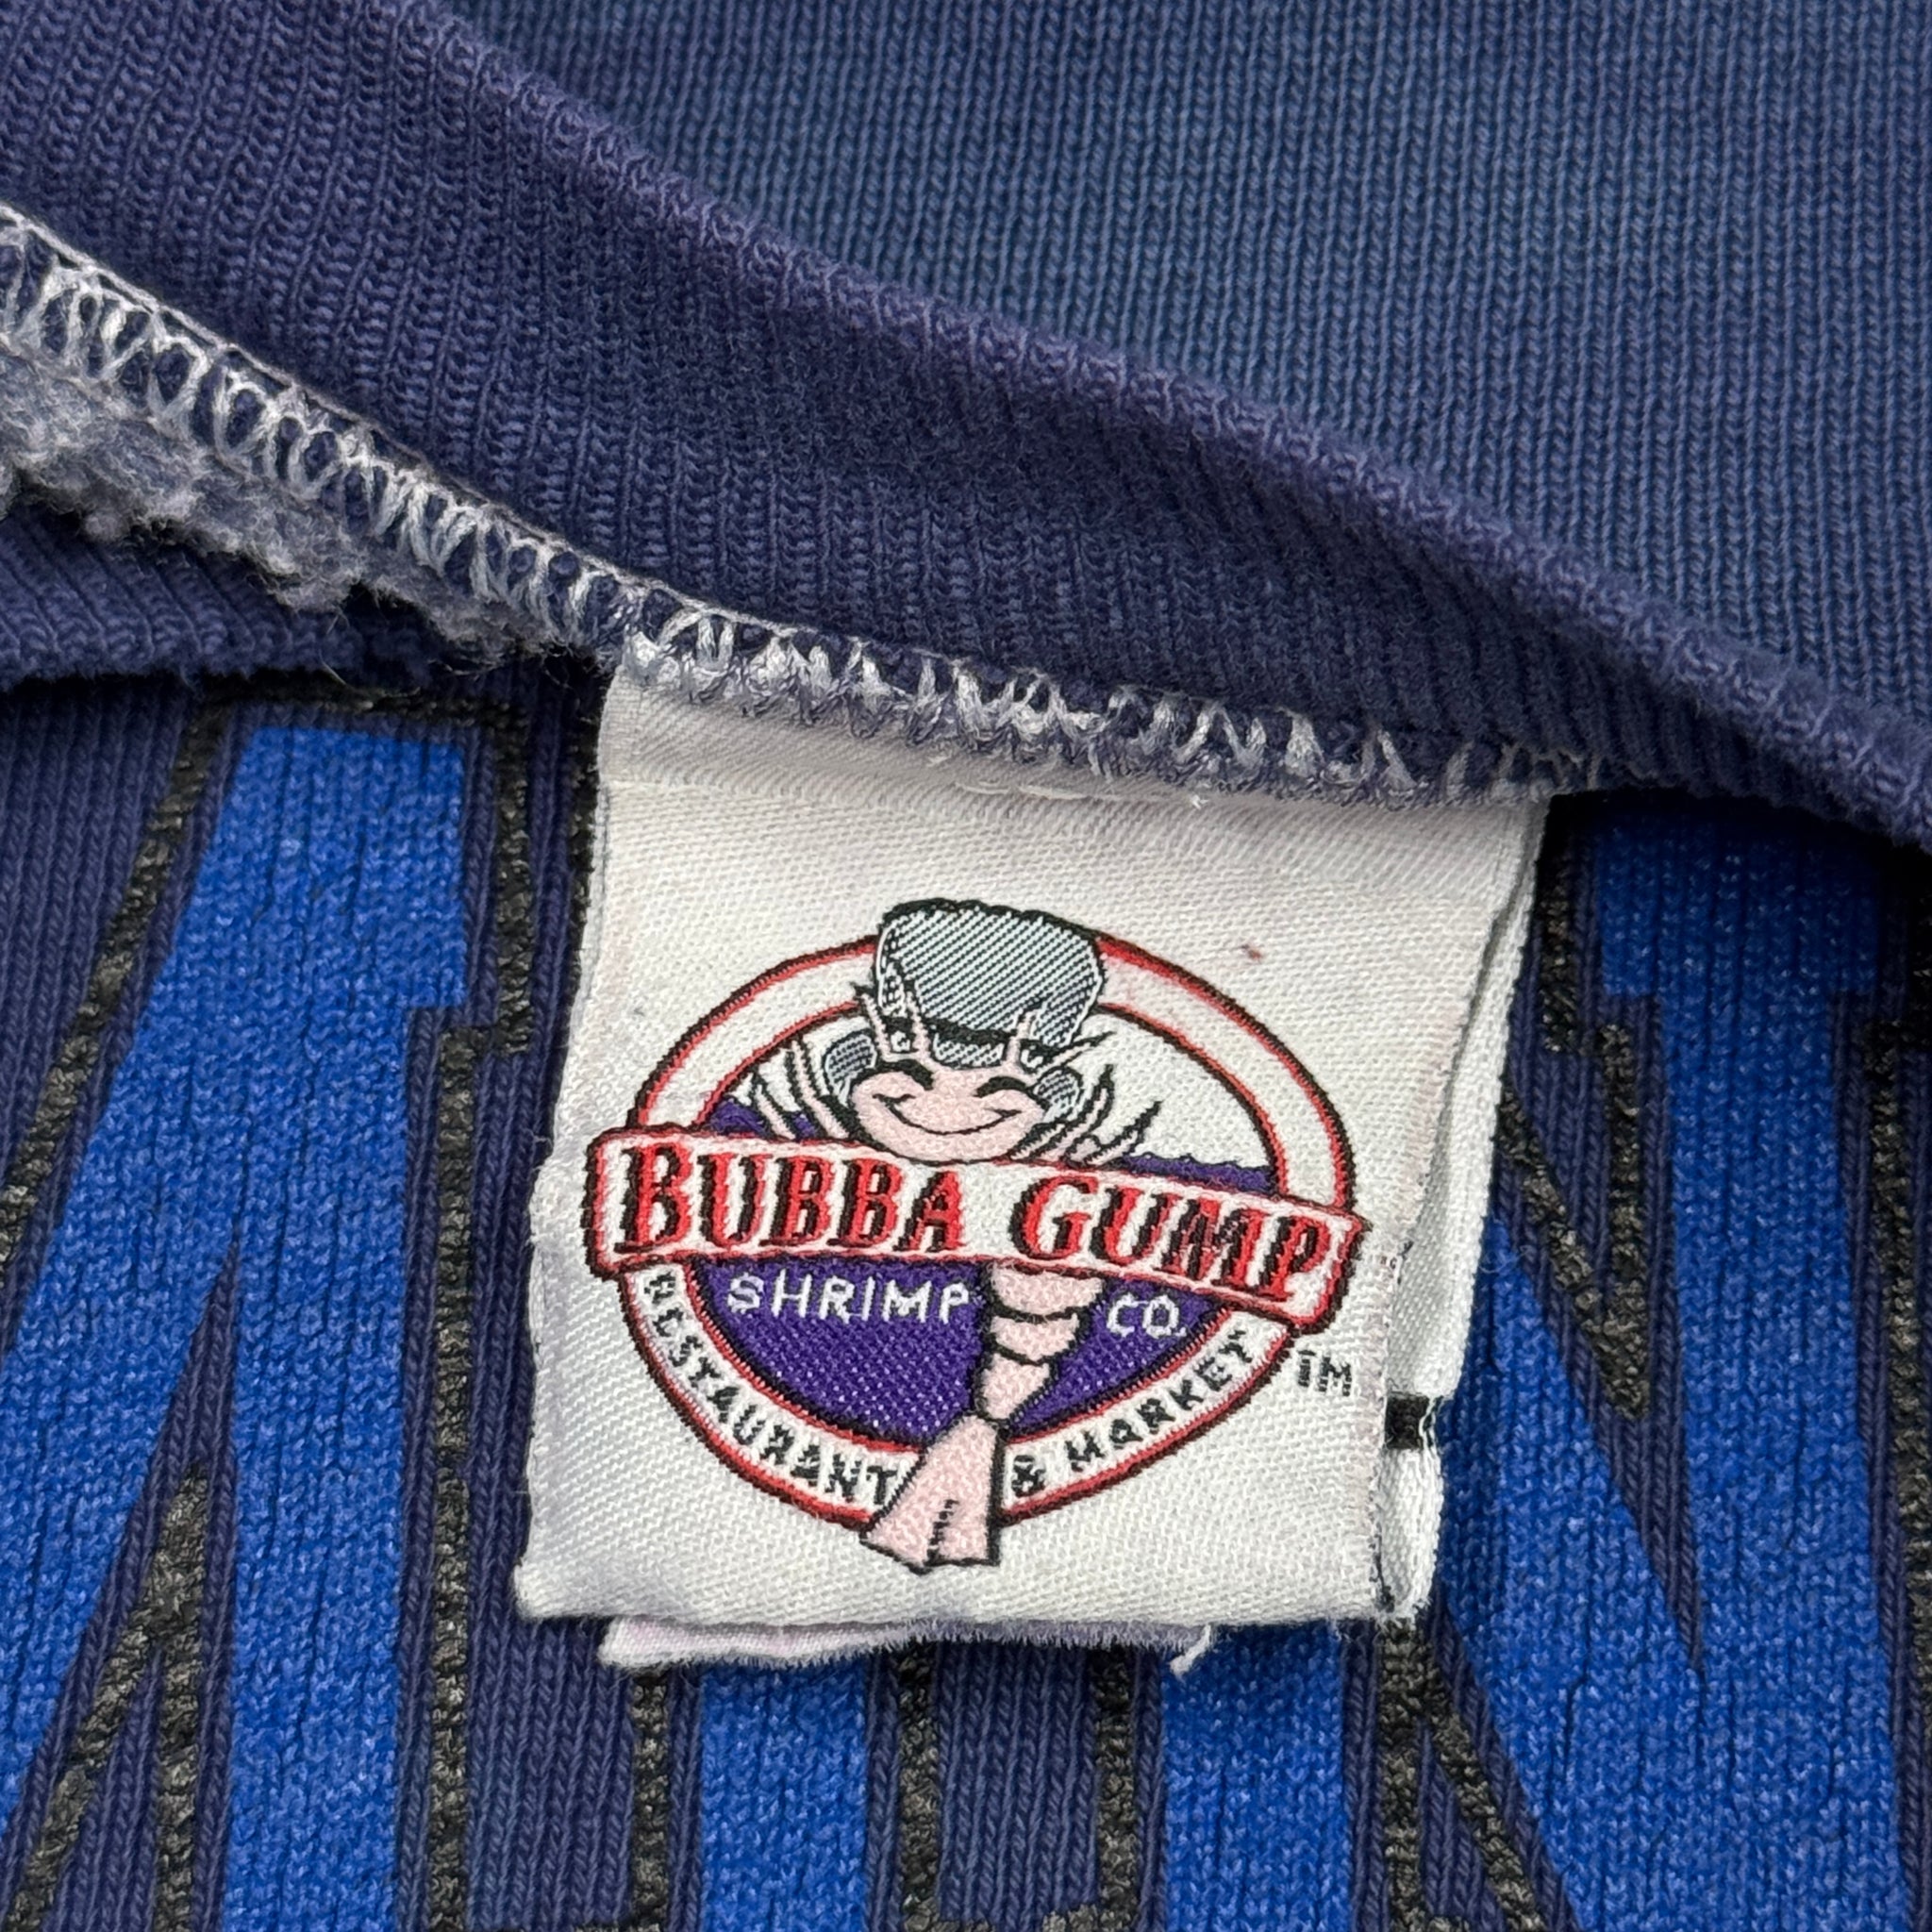 BUBBA GUMP
SHRIMP CO.
RESTAURANT & MARKET
TM